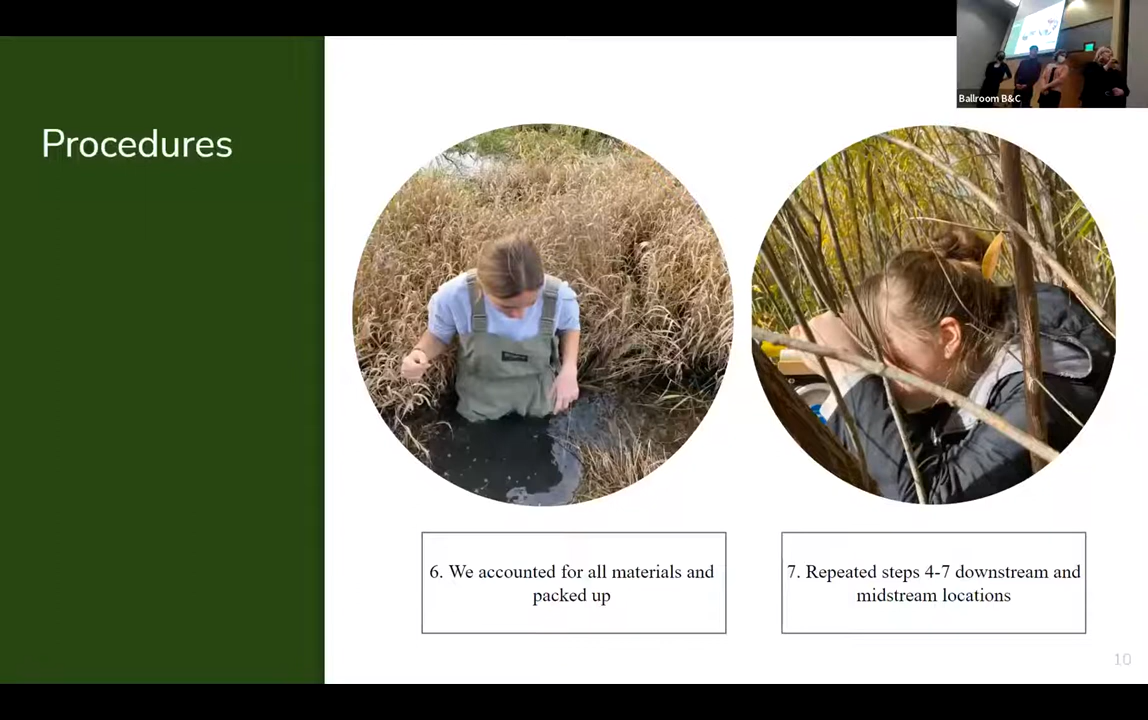 Procedures
Ballroom B&C
6. We accounted for all materials and
packed up
7. Repeated steps 4-7 downstream and
midstream locations
10